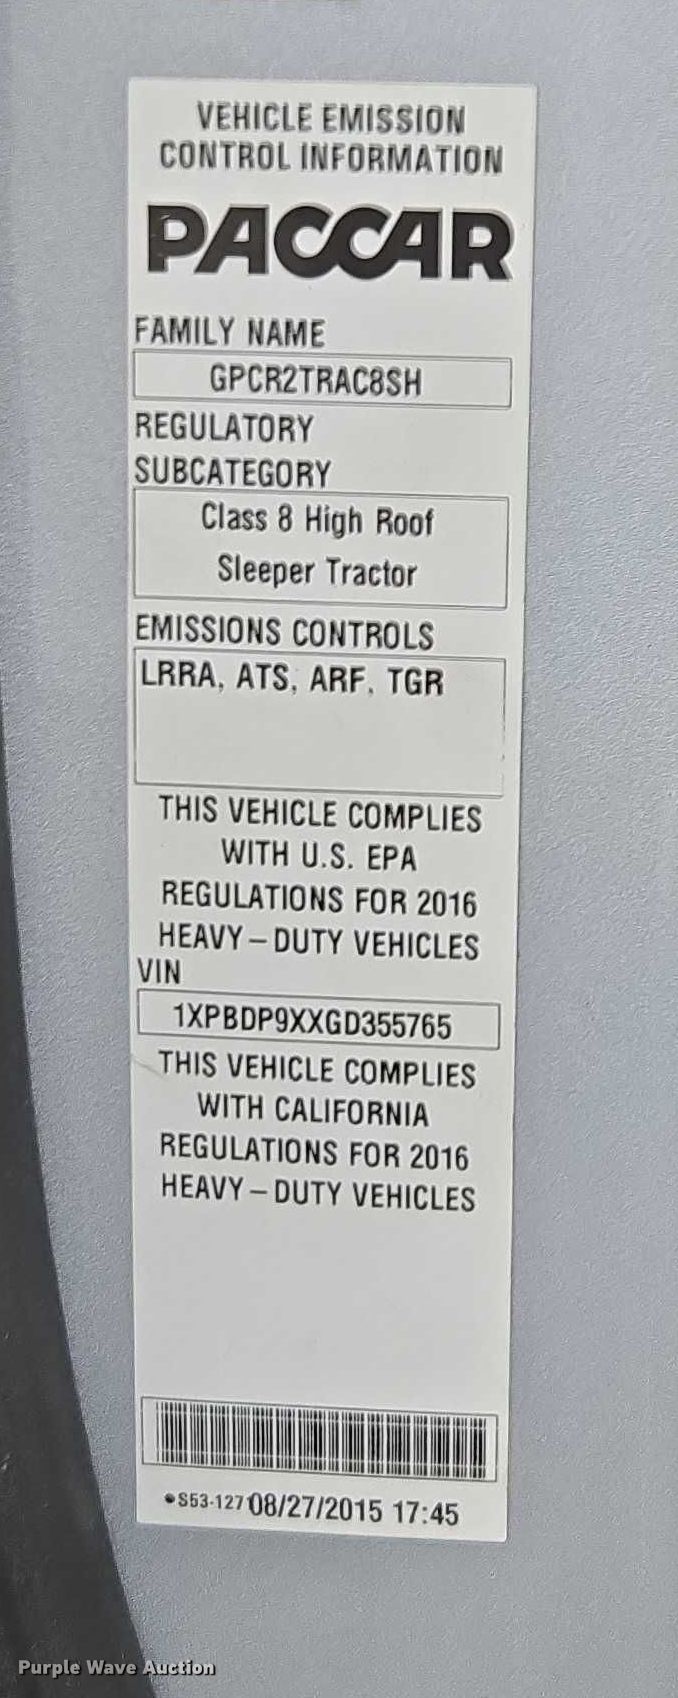 VEHICLE EMISSION
CONTROL INFORMATION
PACCAR
FAMILY NAME
GPCR2TRAC8SH
REGULATORY
SUBCATEGORY
Class 8 High Roof
Sleeper Tractor
EMISSIONS CONTROLS
LRRA, ATS, ARF, TGR
THIS VEHICLE COMPLIES
WITH U.S. EPA
REGULATIONS FOR 2016
HEAVY – DUTY VEHICLES
VIN
1XPBDP9XXGD355765
THIS VEHICLE COMPLIES
WITH CALIFORNIA
REGULATIONS FOR 2016
HEAVY – DUTY VEHICLES
S53-127 08/27/2015 17:45
Purple Wave Auction